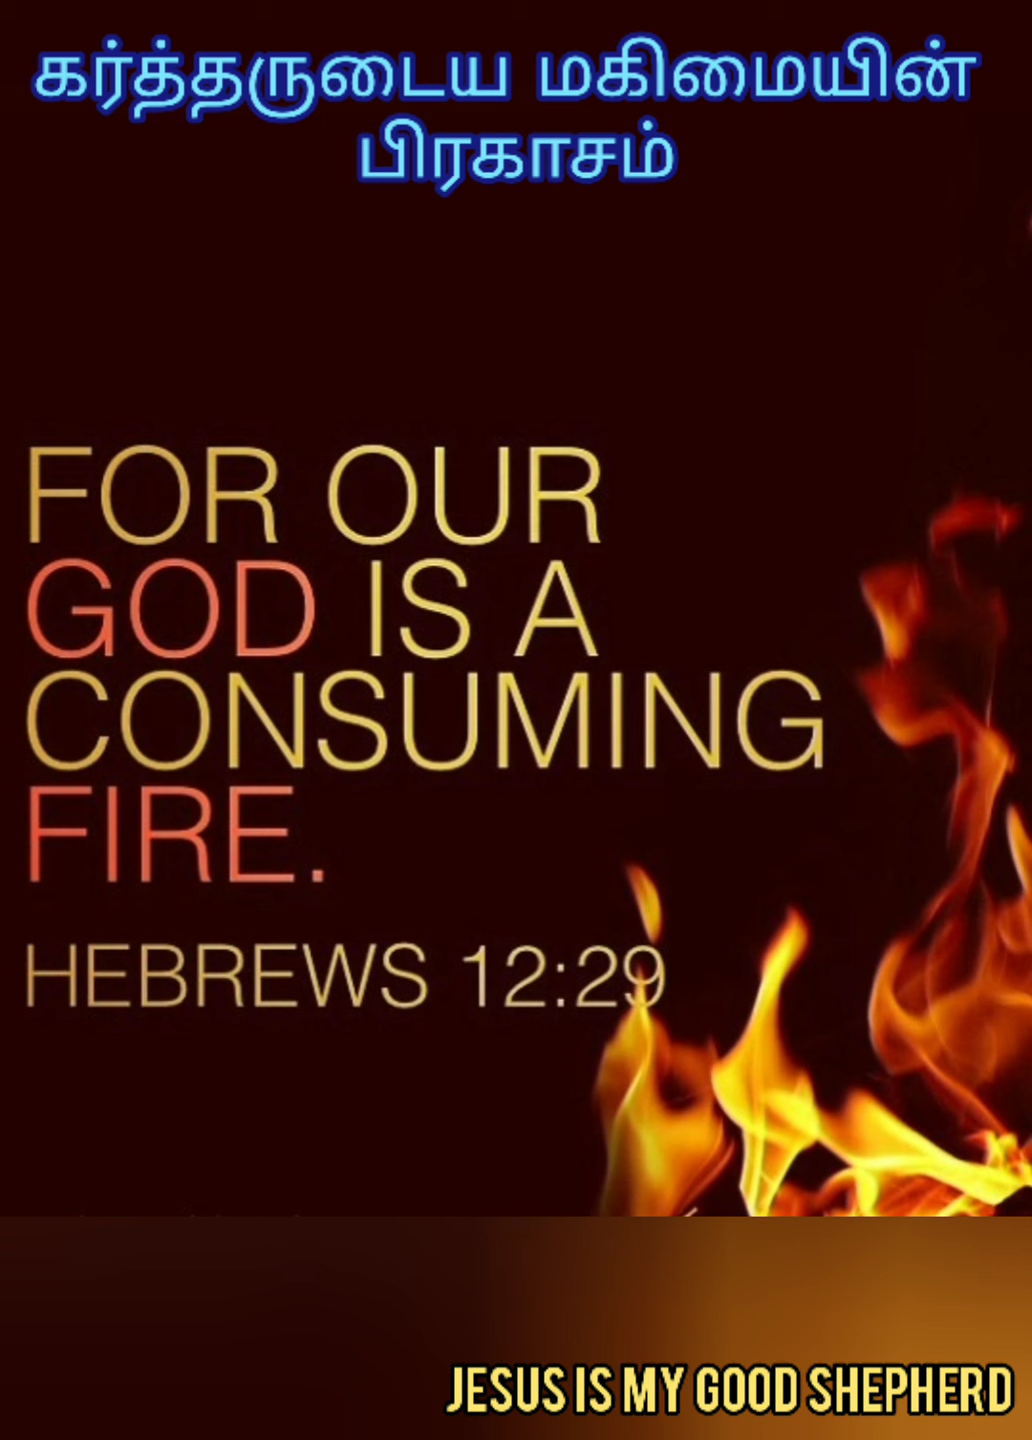 கர்த்தருடைய மகிமையின்
பிரகாசம்
FOR OUR
GOD IS A
CONSUMING
FIRE.
HEBREWS 12:29
JESUS IS MY GOOD SHEPHERD